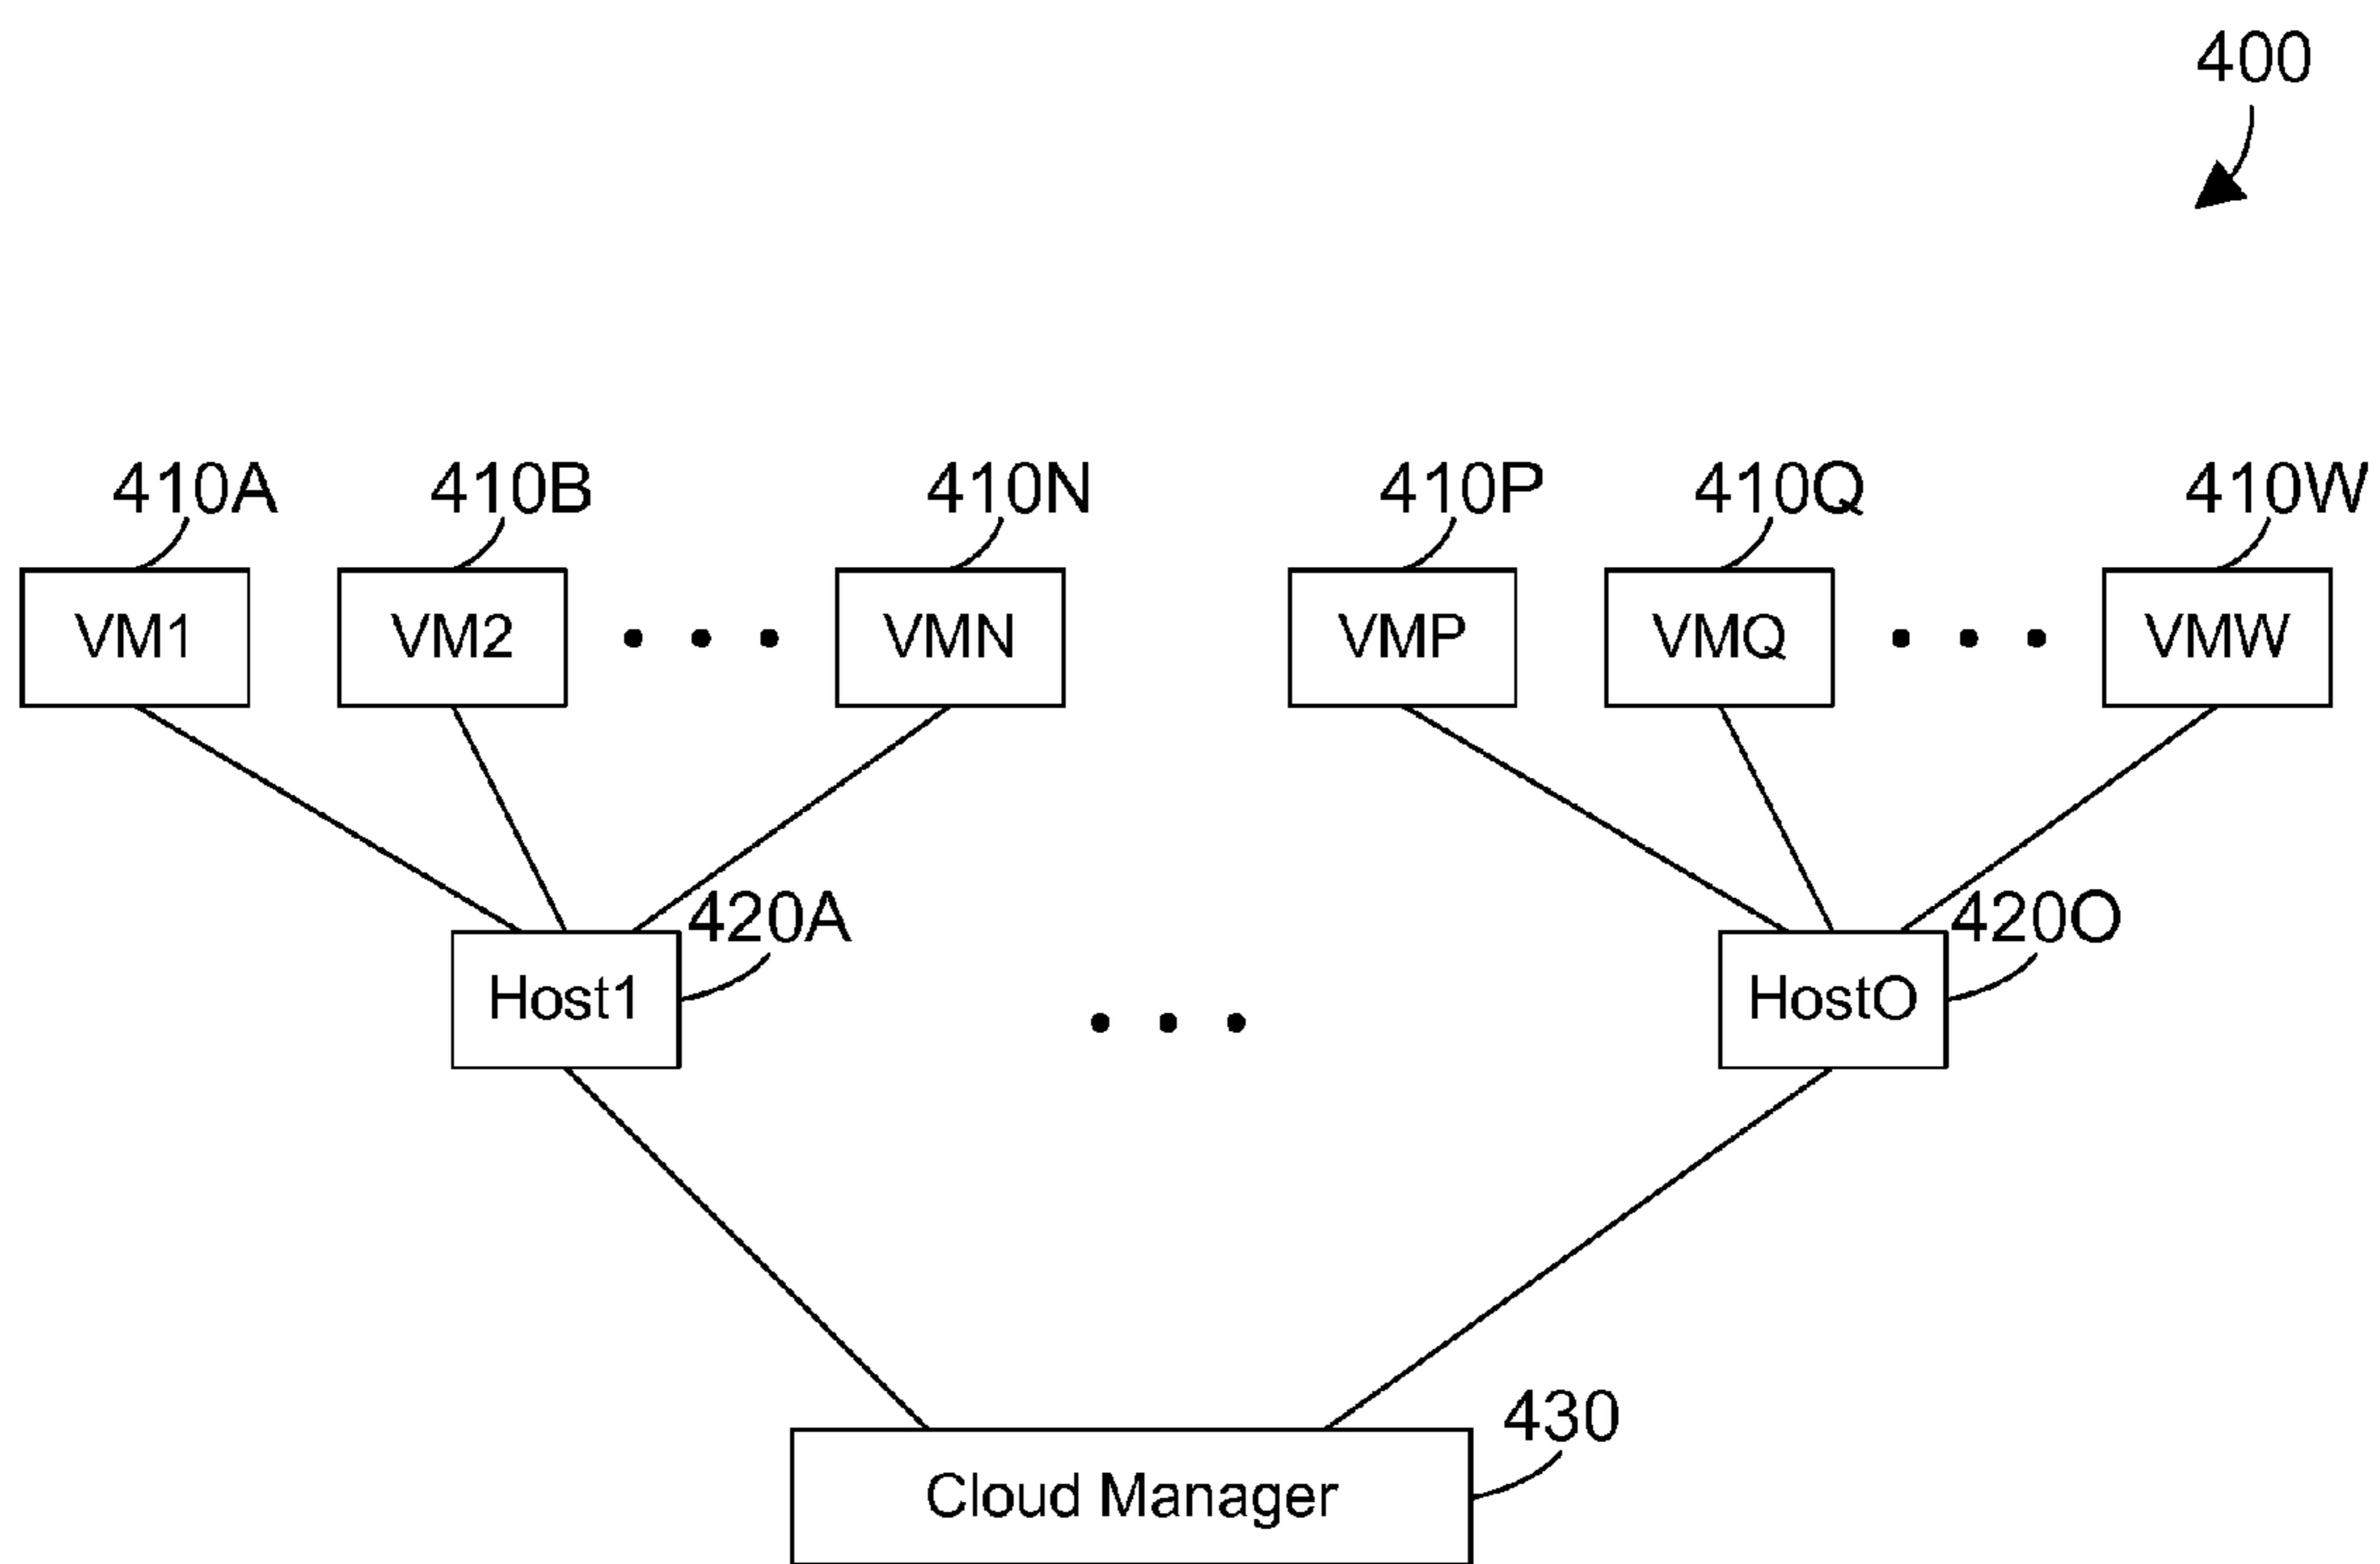 400
410A 410B 410N 410P 410Q 410W
VM1 VM2 VMN VMP VMQ VMW
420A 420O
Host1 HostO
430
Cloud Manager